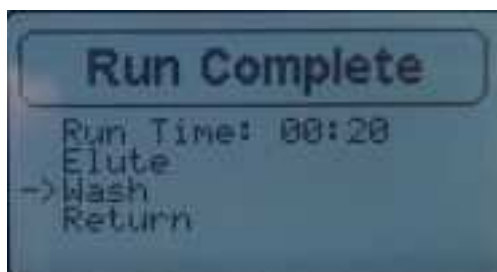 Run Complete
Run Time: 00:20
Elute
->Wash
Return